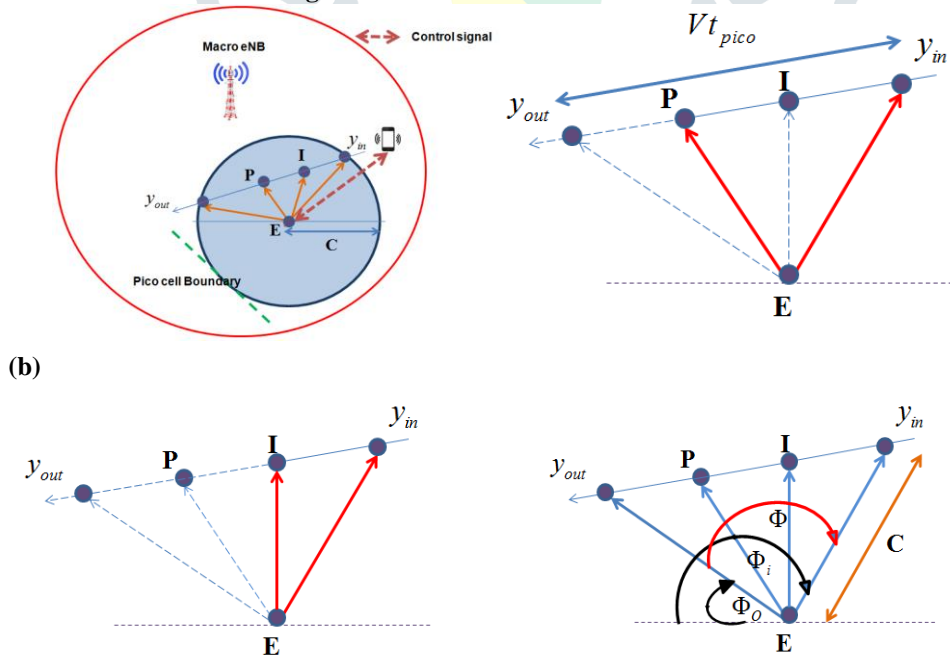 Macro eNB
Control signal
y_in
I
P
y_out
E
C
Pico cell Boundary
Vt_pico
y_in
I
P
y_out
E
(b)
y_in
I
P
y_out
E
y_in
I
P
y_out
Φ
C
Φ_i
Φ_O
E